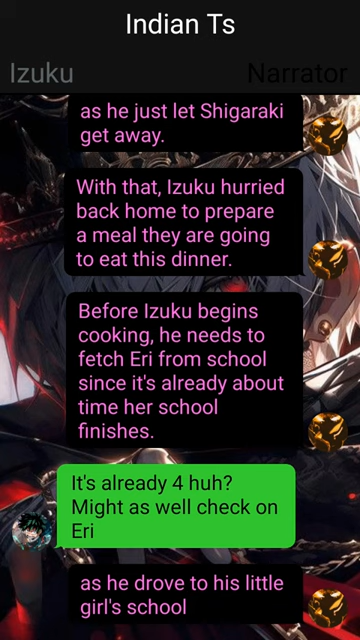 Indian Ts
Izuku
Narrator
as he just let Shigaraki
get away.
With that, Izuku hurried
back home to prepare
a meal they are going
to eat this dinner.
Before Izuku begins
cooking, he needs to
fetch Eri from school
since it's already about
time her school
finishes.
It's already 4 huh?
Might as well check on
Eri
as he drove to his little
girl's school